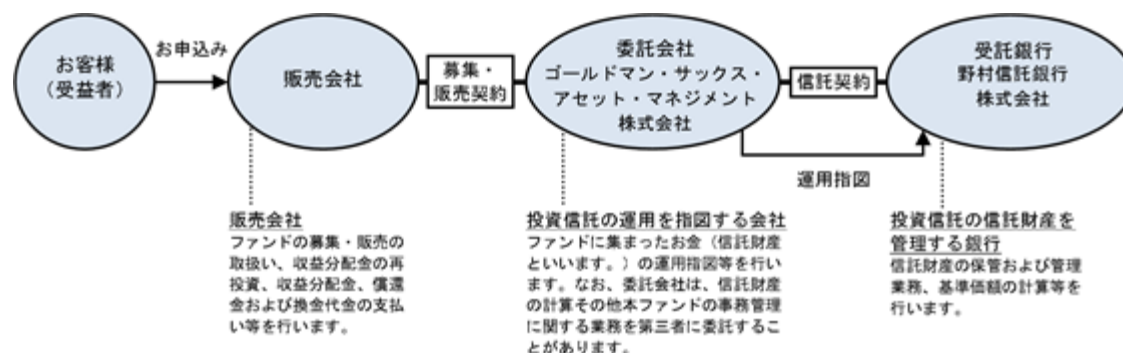 お客様
（受益者）
お申込み
販売会社
募集・
販売契約
委託会社
ゴールドマン・サックス・
アセット・マネジメント
株式会社
信託契約
受託銀行
野村信託銀行
株式会社
運用指図
販売会社
ファンドの募集・販売の
取扱い、収益分配金の再
投資、収益分配金、償還
金および換金代金の支払
い等を行います。
投資信託の運用を指図する会社
ファンドに集まったお金（信託財産
といいます。）の運用指図等を行い
ます。なお、委託会社は、信託財産
の計算その他本ファンドの事務管理
に関する業務を第三者に委託するこ
とがあります。
投資信託の信託財産を
管理する銀行
信託財産の保管および管理
業務、基準価額の計算等を
行います。